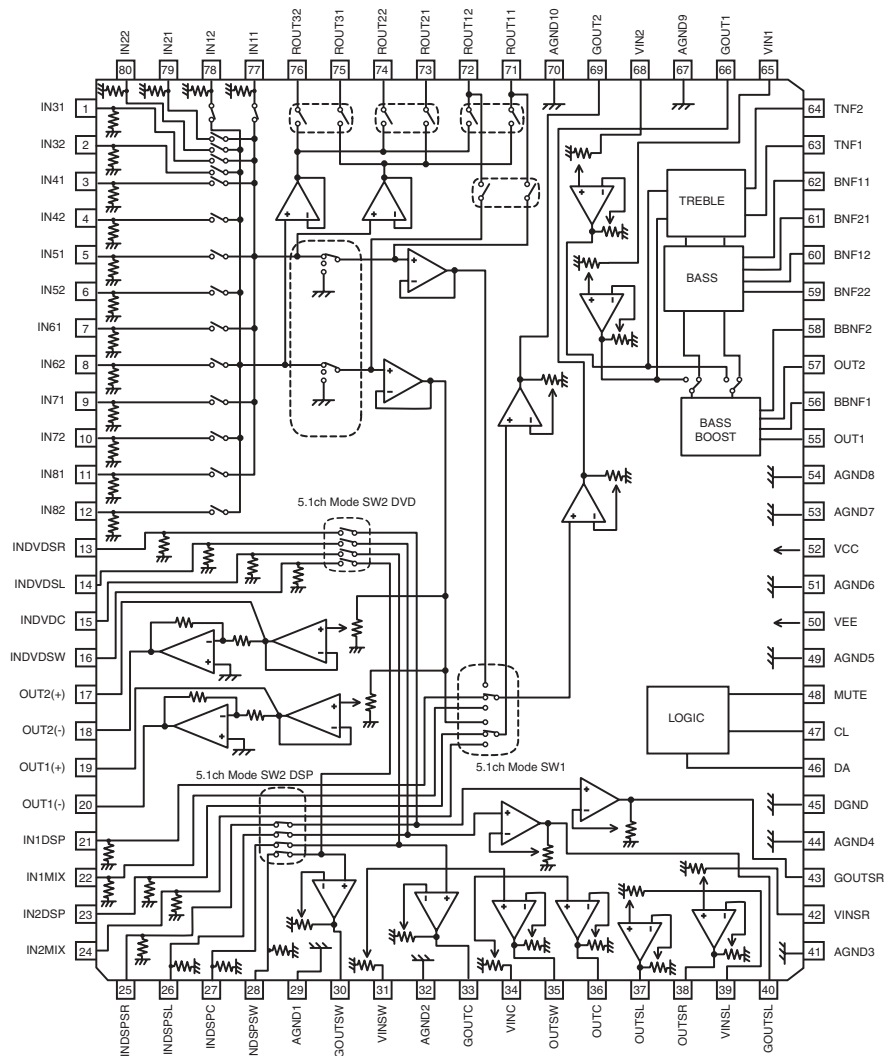 IN22
IN21
IN12
IN11
ROUT32
ROUT31
ROUT22
ROUT21
ROUT12
ROUT11
AGND10
GOUT2
VIN2
AGND9
GOUT1
VIN1
80
79
78
77
76
75
74
73
72
71
70
69
68
67
66
65
IN31 1
IN32 2
IN41 3
IN42 4
IN51 5
IN52 6
IN61 7
IN62 8
IN71 9
IN72 10
IN81 11
IN82 12
INDVDSR 13
INDVDSL 14
INDVDC 15
INDVDSW 16
OUT2(+) 17
OUT2(-) 18
OUT1(+) 19
OUT1(-) 20
IN1DSP 21
IN1MIX 22
IN2DSP 23
IN2MIX 24
TREBLE
BASS
BASS
BOOST
LOGIC
5.1ch Mode SW2 DVD
5.1ch Mode SW2 DSP
5.1ch Mode SW1
64 TNF2
63 TNF1
62 BNF11
61 BNF21
60 BNF12
59 BNF22
58 BBNF2
57 OUT2
56 BBNF1
55 OUT1
54 AGND8
53 AGND7
52 VCC
51 AGND6
50 VEE
49 AGND5
48 MUTE
47 CL
46 DA
45 DGND
44 AGND4
43 GOUTSR
42 VINSR
41 AGND3
25
26
27
28
29
30
31
32
33
34
35
36
37
38
39
40
INDSPSR
INDSPSL
INDSPC
NDSPSW
AGND1
GOUTSW
VINSW
AGND2
GOUTC
VINC
OUTSW
OUTC
OUTSL
OUTSR
VINSL
GOUTSL